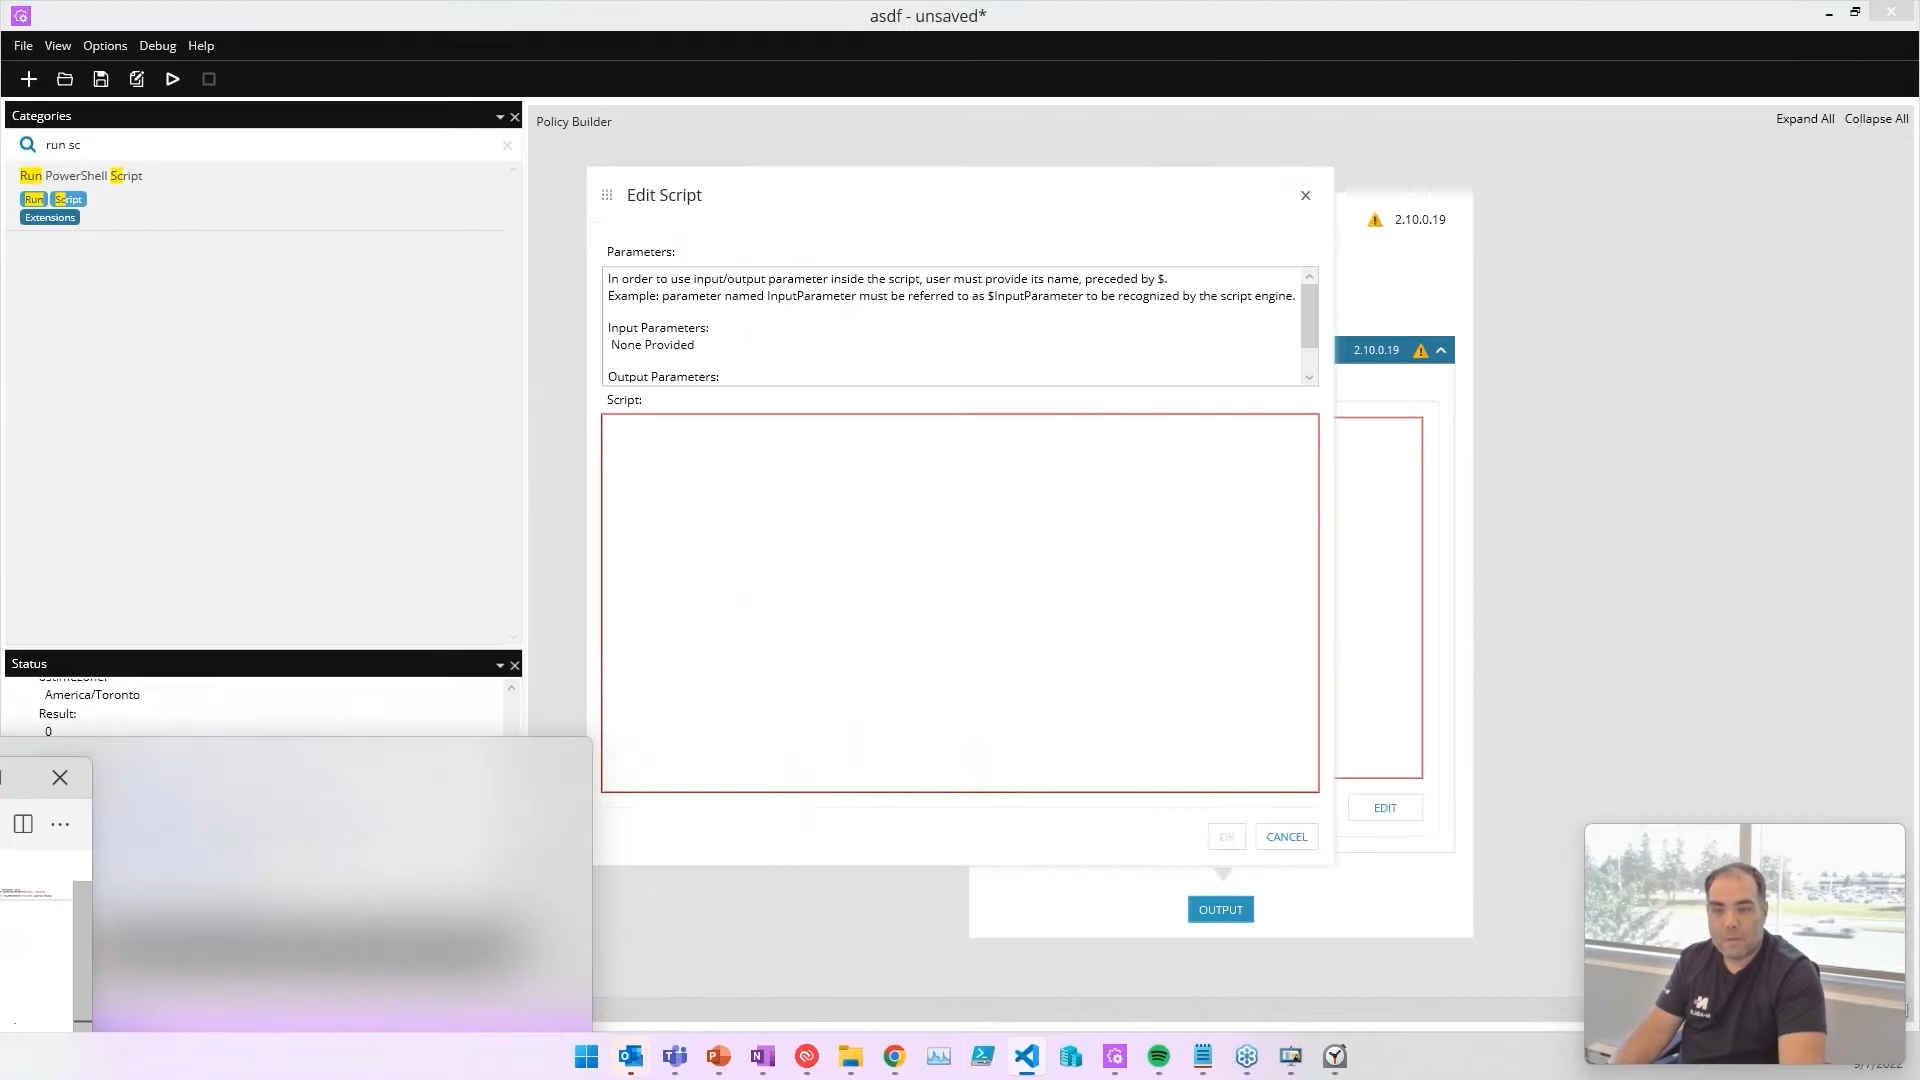 asdf - unsaved*
File View Options Debug Help
Categories
run sc
Run PowerShell Script
Run Script
Extensions
Policy Builder
Expand All Collapse All
Edit Script
2.10.0.19
Parameters:
In order to use input/output parameter inside the script, user must provide its name, preceded by $.
Example: parameter named InputParameter must be referred to as $InputParameter to be recognized by the script engine.
Input Parameters:
None Provided
Output Parameters:
2.10.0.19
Script:
Status
America/Toronto
Result:
0
EDIT
OK CANCEL
OUTPUT